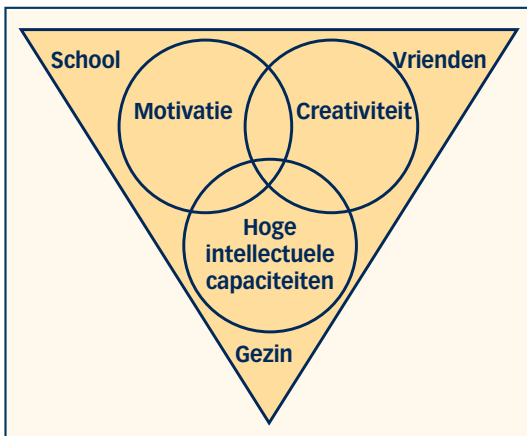 School
Vrienden
Motivatie
Creativiteit
Hoge
intellectuele
capaciteiten
Gezin